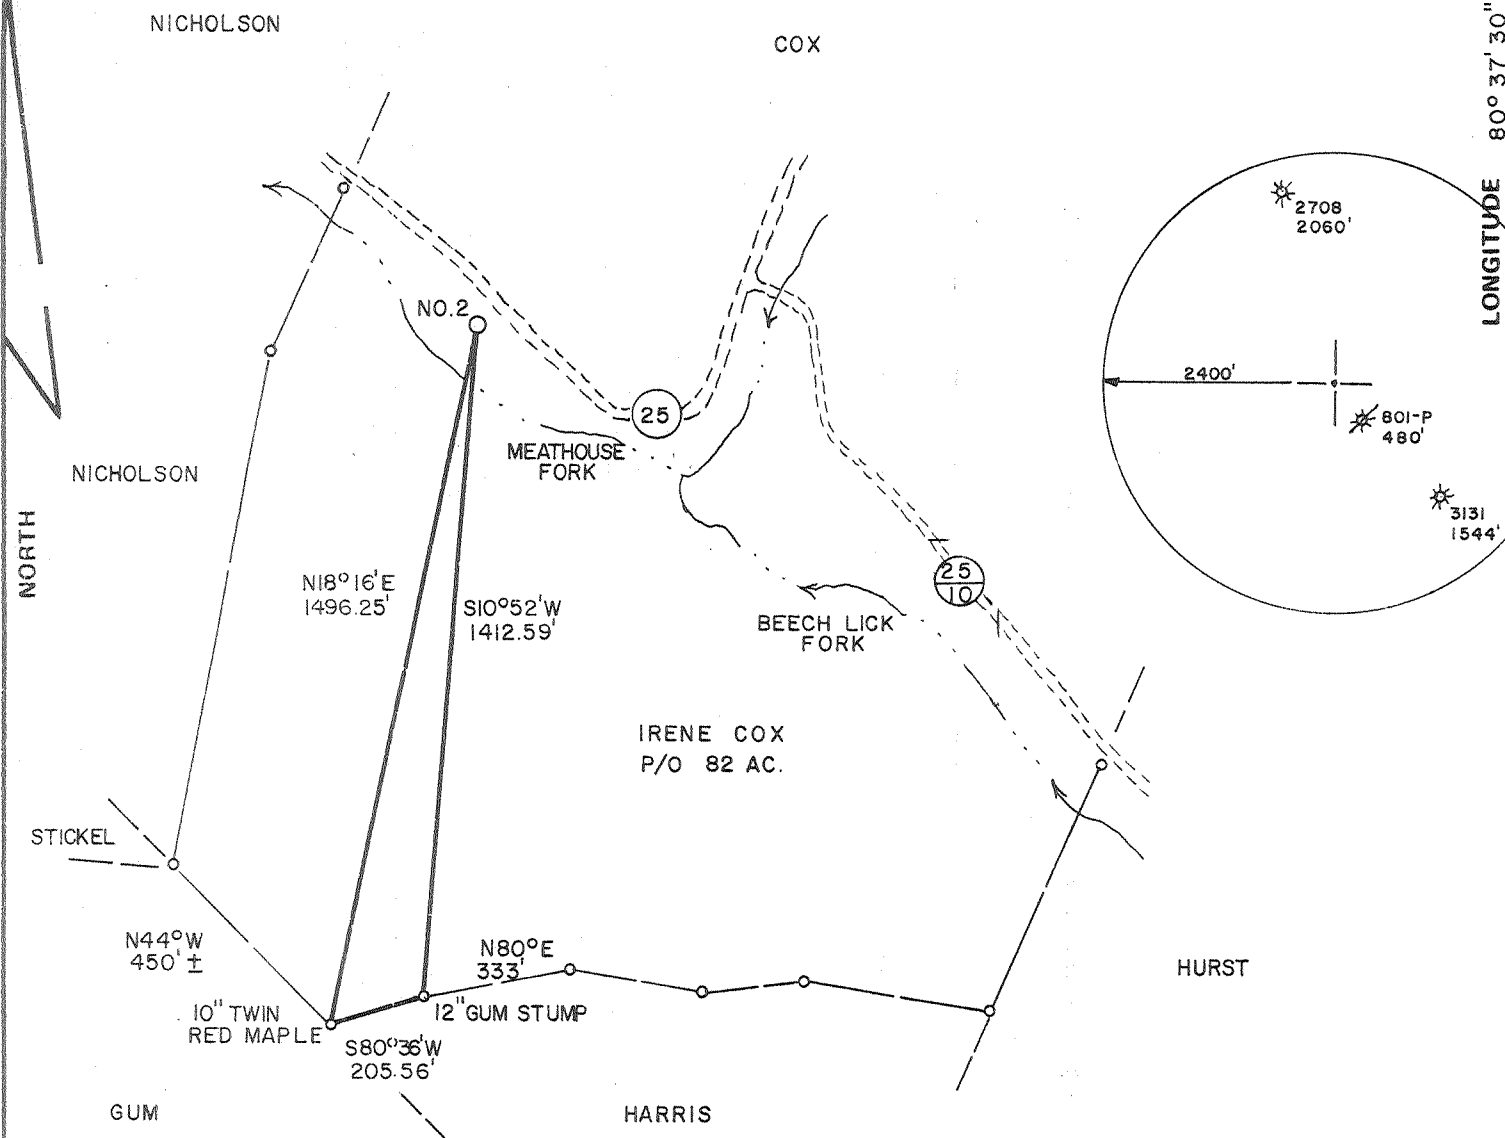 NICHOLSON
COX
LONGITUDE 80° 37' 30"
2708
2060'
NO.2
2400'
801-P
480'
25
MEATHOUSE
FORK
NICHOLSON
3131
1544'
NORTH
N18°16'E
1496.25'
S10°52'W
1412.59'
25
10
BEECH LICK
FORK
IRENE COX
P/O 82 AC.
STICKEL
N44°W
450' ±
N80°E
333'
HURST
10" TWIN
RED MAPLE
12" GUM STUMP
S80°36'W
205.56'
GUM
HARRIS